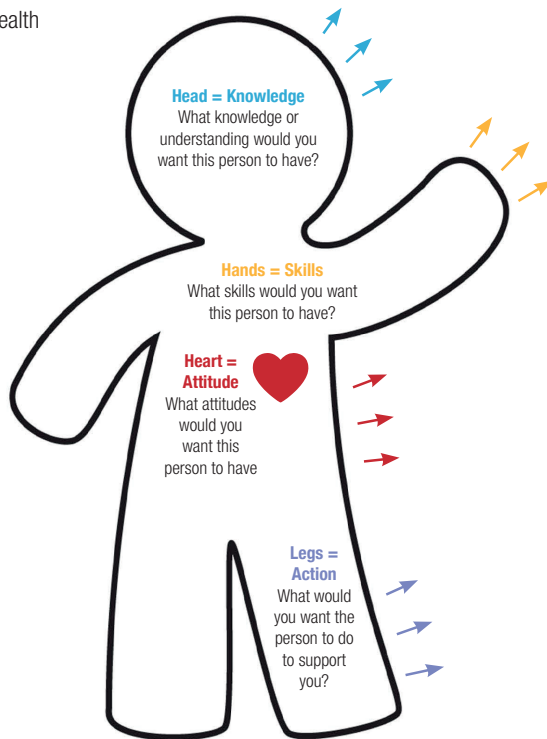 ealth
Head = Knowledge
What knowledge or
understanding would you
want this person to have?
Hands = Skills
What skills would you want
this person to have?
Heart =
Attitude
What attitudes
would you
want this
person to have
Legs =
Action
What would
you want the
person to do
to support
you?